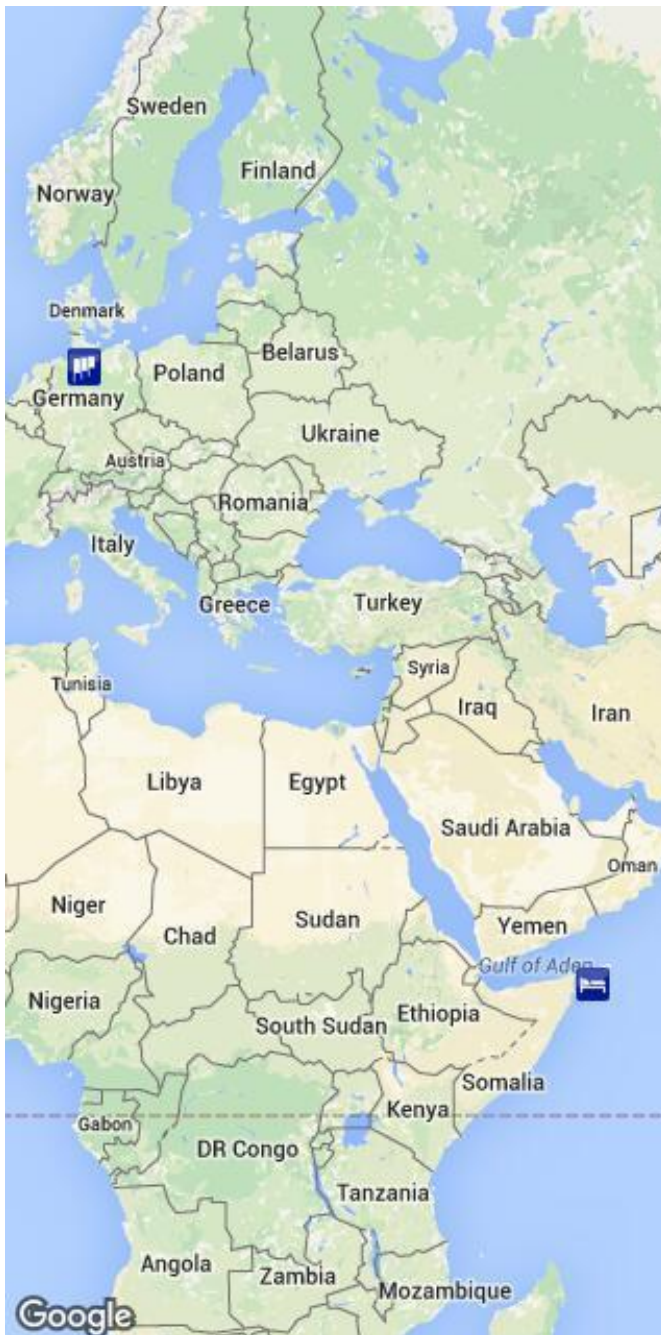 Sweden
Finland
Norway
Denmark
Belarus
Poland
Germany
Ukraine
Austria
Romania
Italy
Greece
Turkey
Syria
Tunisia
Iraq
Iran
Libya
Egypt
Saudi Arabia
Oman
Niger
Sudan
Yemen
Chad
Gulf of Aden
Nigeria
Ethiopia
South Sudan
Somalia
Kenya
Gabon
DR Congo
Tanzania
Angola
Zambia
Mozambique
Google